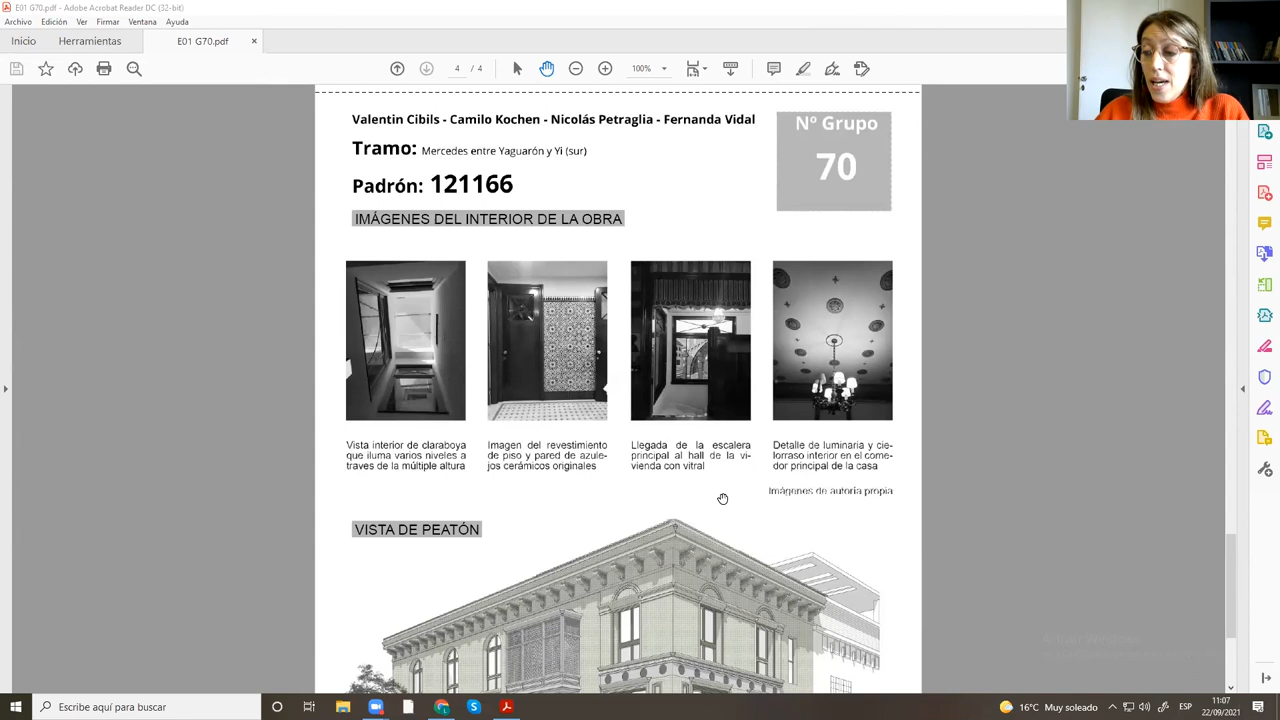 E01 G70.pdf - Adobe Acrobat Reader DC (32-bit)
Archivo Edición Ver Firmar Ventana Ayuda
Inicio Herramientas E01 G70.pdf ×
4 / 4 100%
Valentin Cibils - Camilo Kochen - Nicolás Petraglia - Fernanda Vidal
Nº Grupo
70
Tramo: Mercedes entre Yaguarón y Yi (sur)
Padrón: 121166
IMÁGENES DEL INTERIOR DE LA OBRA
Vista interior de claraboya
que iluma varios niveles a
traves de la múltiple altura
Imagen del revestimiento
de piso y pared de azule-
jos cerámicos originales
Llegada de la escalera
principal al hall de la vi-
vienda con vitral
Detalle de luminaria y cie-
lorraso interior en el come-
dor principal de la casa
Imágenes de autoria propia
VISTA DE PEATÓN
Activar Windows
Escribe aquí para buscar
16°C Muy soleado
ESP
11:07
22/09/2021